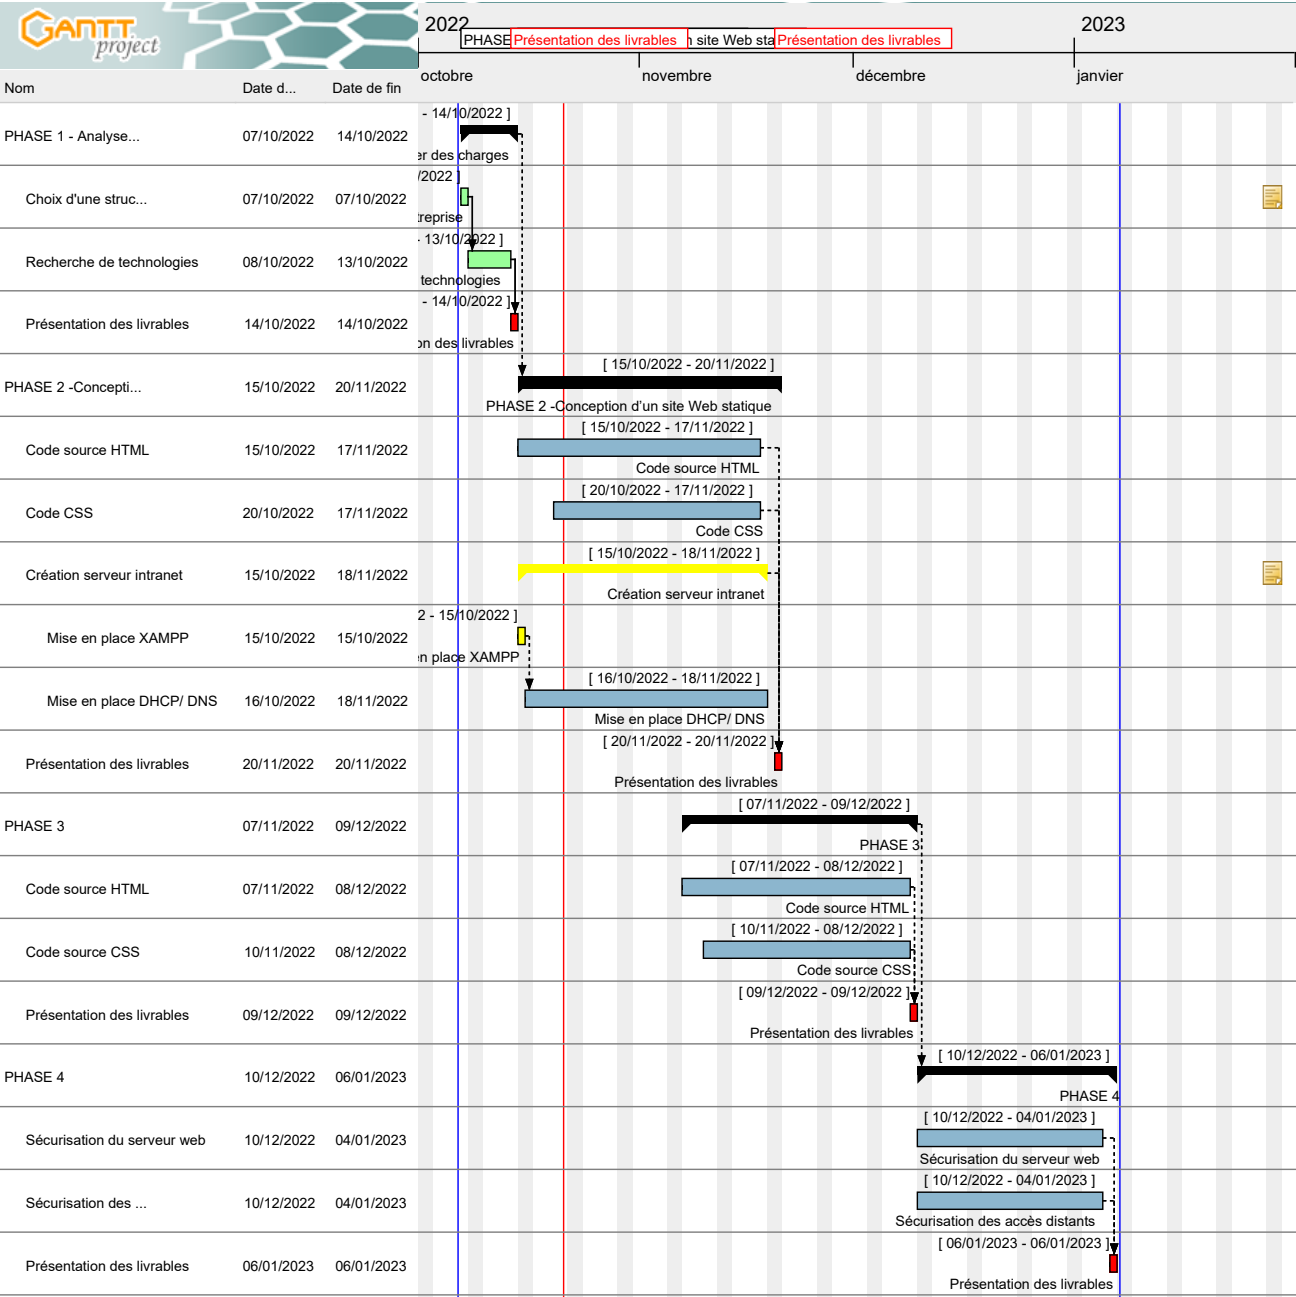 GANTT
project
2022
2023
PHASE
Présentation des livrables
n site Web sta
Présentation des livrables
octobre
novembre
décembre
janvier
Nom
Date d...
Date de fin
PHASE 1 - Analyse...
07/10/2022
14/10/2022
- 14/10/2022 ]
er des charges
Choix d'une struc...
07/10/2022
07/10/2022
/2022 ]
treprise
Recherche de technologies
08/10/2022
13/10/2022
- 13/10/2022 ]
technologies
Présentation des livrables
14/10/2022
14/10/2022
- 14/10/2022 ]
on des livrables
PHASE 2 -Concepti...
15/10/2022
20/11/2022
[ 15/10/2022 - 20/11/2022 ]
PHASE 2 -Conception d'un site Web statique
Code source HTML
15/10/2022
17/11/2022
[ 15/10/2022 - 17/11/2022 ]
Code source HTML
Code CSS
20/10/2022
17/11/2022
[ 20/10/2022 - 17/11/2022 ]
Code CSS
Création serveur intranet
15/10/2022
18/11/2022
[ 15/10/2022 - 18/11/2022 ]
Création serveur intranet
Mise en place XAMPP
15/10/2022
15/10/2022
2 - 15/10/2022 ]
en place XAMPP
Mise en place DHCP/ DNS
16/10/2022
18/11/2022
[ 16/10/2022 - 18/11/2022 ]
Mise en place DHCP/ DNS
Présentation des livrables
20/11/2022
20/11/2022
[ 20/11/2022 - 20/11/2022 ]
Présentation des livrables
PHASE 3
07/11/2022
09/12/2022
[ 07/11/2022 - 09/12/2022 ]
PHASE 3
Code source HTML
07/11/2022
08/12/2022
[ 07/11/2022 - 08/12/2022 ]
Code source HTML
Code source CSS
10/11/2022
08/12/2022
[ 10/11/2022 - 08/12/2022 ]
Code source CSS
Présentation des livrables
09/12/2022
09/12/2022
[ 09/12/2022 - 09/12/2022 ]
Présentation des livrables
PHASE 4
10/12/2022
06/01/2023
[ 10/12/2022 - 06/01/2023 ]
PHASE 4
Sécurisation du serveur web
10/12/2022
04/01/2023
[ 10/12/2022 - 04/01/2023 ]
Sécurisation du serveur web
Sécurisation des ...
10/12/2022
04/01/2023
[ 10/12/2022 - 04/01/2023 ]
Sécurisation des accès distants
Présentation des livrables
06/01/2023
06/01/2023
[ 06/01/2023 - 06/01/2023 ]
Présentation des livrables